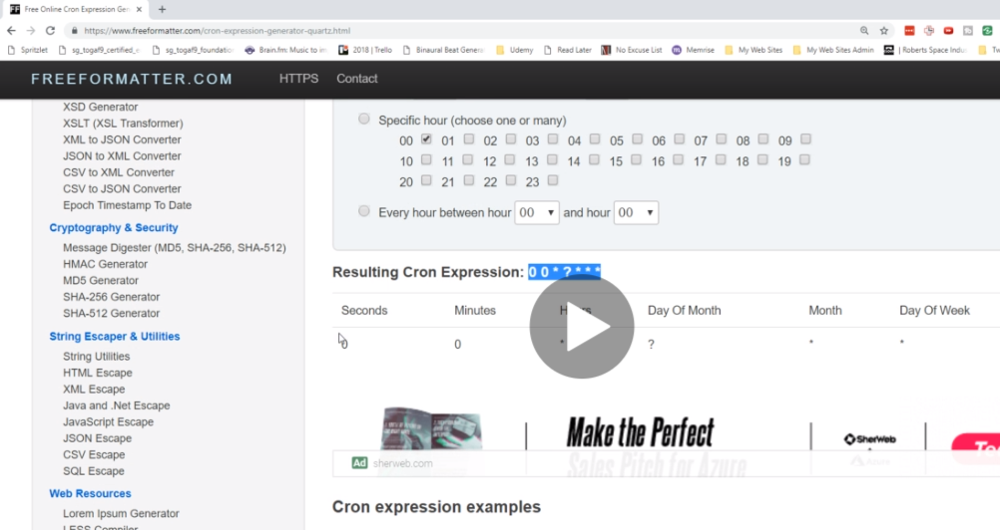 Free Online Cron Expression Ge
https://www.freeformatter.com/cron-expression-generator-quartz.html
Spritzlet sg_togaf9_certified_ sg_togaf9_foundatio Brain.fm: Music to im 2018 | Trello Binaural Beat Gener Udemy Read Later No Excuse List Memrise My Web Sites My Web Sites Admin | Roberts Space Indus Tw
FREEFORMATTER.COM HTTPS Contact
XSD Generator
XSLT (XSL Transformer)
XML to JSON Converter
JSON to XML Converter
CSV to XML Converter
CSV to JSON Converter
Epoch Timestamp To Date
Cryptography & Security
Message Digester (MD5, SHA-256, SHA-512)
HMAC Generator
MD5 Generator
SHA-256 Generator
SHA-512 Generator
String Escaper & Utilities
String Utilities
HTML Escape
XML Escape
Java and .Net Escape
JavaScript Escape
JSON Escape
CSV Escape
SQL Escape
Web Resources
Lorem Ipsum Generator
LESS Compiler
Specific hour (choose one or many)
00 01 02 03 04 05 06 07 08 09
10 11 12 13 14 15 16 17 18 19
20 21 22 23
Every hour between hour 00 and hour 00
Resulting Cron Expression: 0 0 * ? * * *
Seconds Minutes Hours Day Of Month Month Day Of Week
0 0 * ? * *
Make the Perfect
Sales Pitch for Azure
SherWeb
Azure
Ad sherweb.com
Cron expression examples